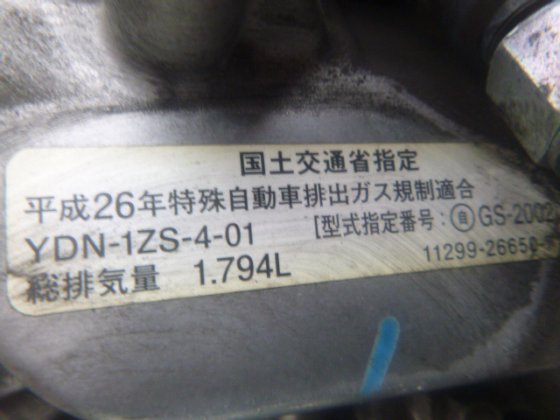 国土交通省指定
平成26年特殊自動車排出ガス規制適合
YDN-1ZS-4-01 [型式指定番号:自GS-2002
総排気量 1.794L 11299-26650